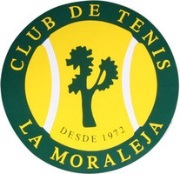 CLUB DE TENIS
DESDE 1972
LA MORALEJA